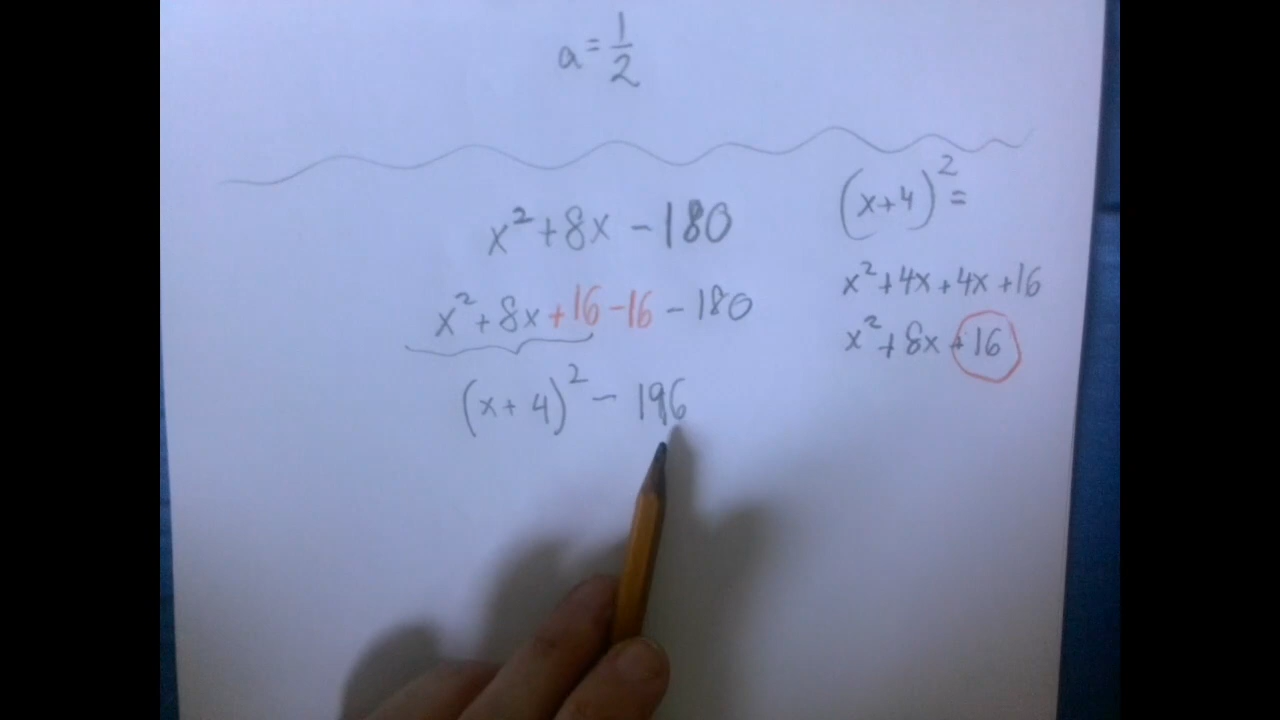 a = 1/2
x² + 8x - 180
x² + 8x + 16 - 16 - 180
(x + 4)² - 196
(x + 4)² =
x² + 4x + 4x + 16
x² + 8x + 16